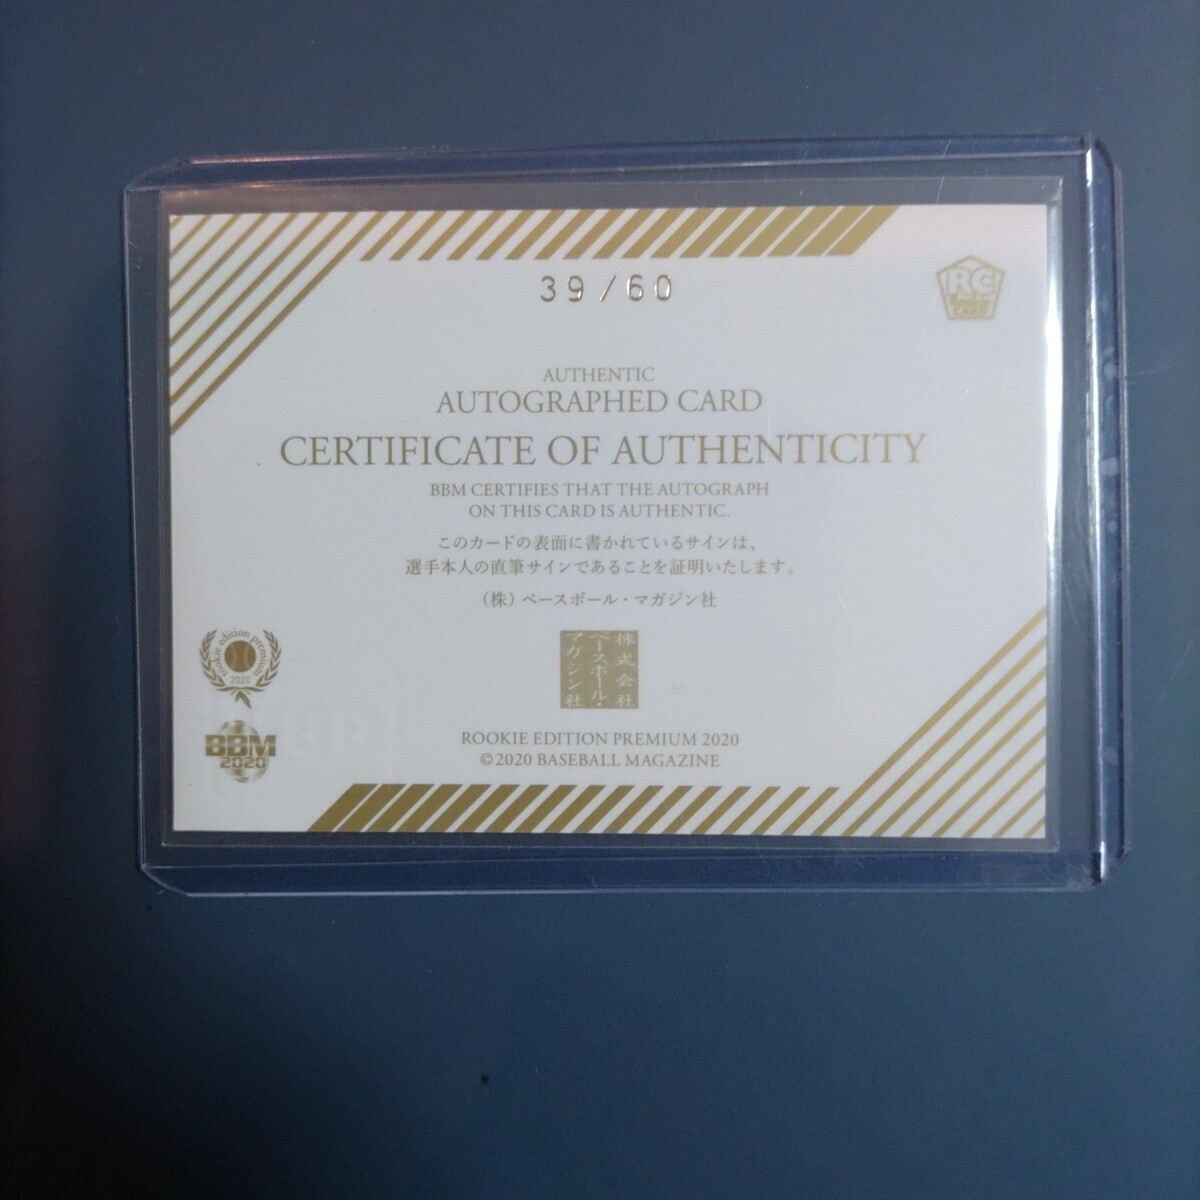 39/60
RC
ROOKIE
CARD
AUTHENTIC
AUTOGRAPHED CARD
CERTIFICATE OF AUTHENTICITY
BBM CERTIFIES THAT THE AUTOGRAPH
ON THIS CARD IS AUTHENTIC.
このカードの表面に書かれているサインは、
選手本人の直筆サインであることを証明いたします。
(株)ベースボール・マガジン社
rookie edition premium
2020
株式会社
ベースボール・
マガジン社
BBM
2020
ROOKIE EDITION PREMIUM 2020
©2020 BASEBALL MAGAZINE